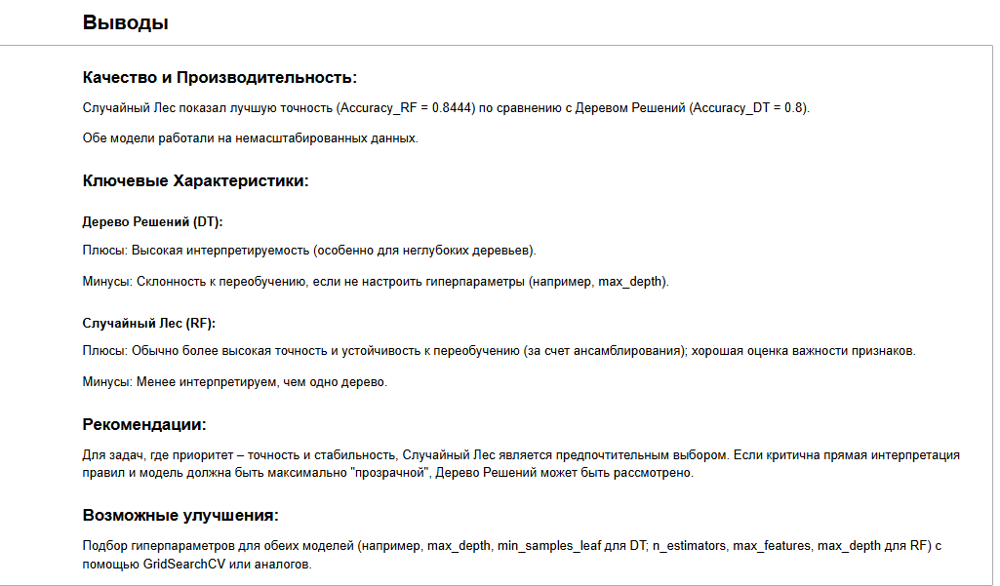 Выводы
Качество и Производительность:
Случайный Лес показал лучшую точность (Accuracy_RF = 0.8444) по сравнению с Деревом Решений (Accuracy_DT = 0.8).
Обе модели работали на немасштабированных данных.
Ключевые Характеристики:
Дерево Решений (DT):
Плюсы: Высокая интерпретируемость (особенно для неглубоких деревьев).
Минусы: Склонность к переобучению, если не настроить гиперпараметры (например, max_depth).
Случайный Лес (RF):
Плюсы: Обычно более высокая точность и устойчивость к переобучению (за счет ансамблирования); хорошая оценка важности признаков.
Минусы: Менее интерпретируем, чем одно дерево.
Рекомендации:
Для задач, где приоритет – точность и стабильность, Случайный Лес является предпочтительным выбором. Если критична прямая интерпретация
правил и модель должна быть максимально "прозрачной", Дерево Решений может быть рассмотрено.
Возможные улучшения:
Подбор гиперпараметров для обеих моделей (например, max_depth, min_samples_leaf для DT; n_estimators, max_features, max_depth для RF) с
помощью GridSearchCV или аналогов.